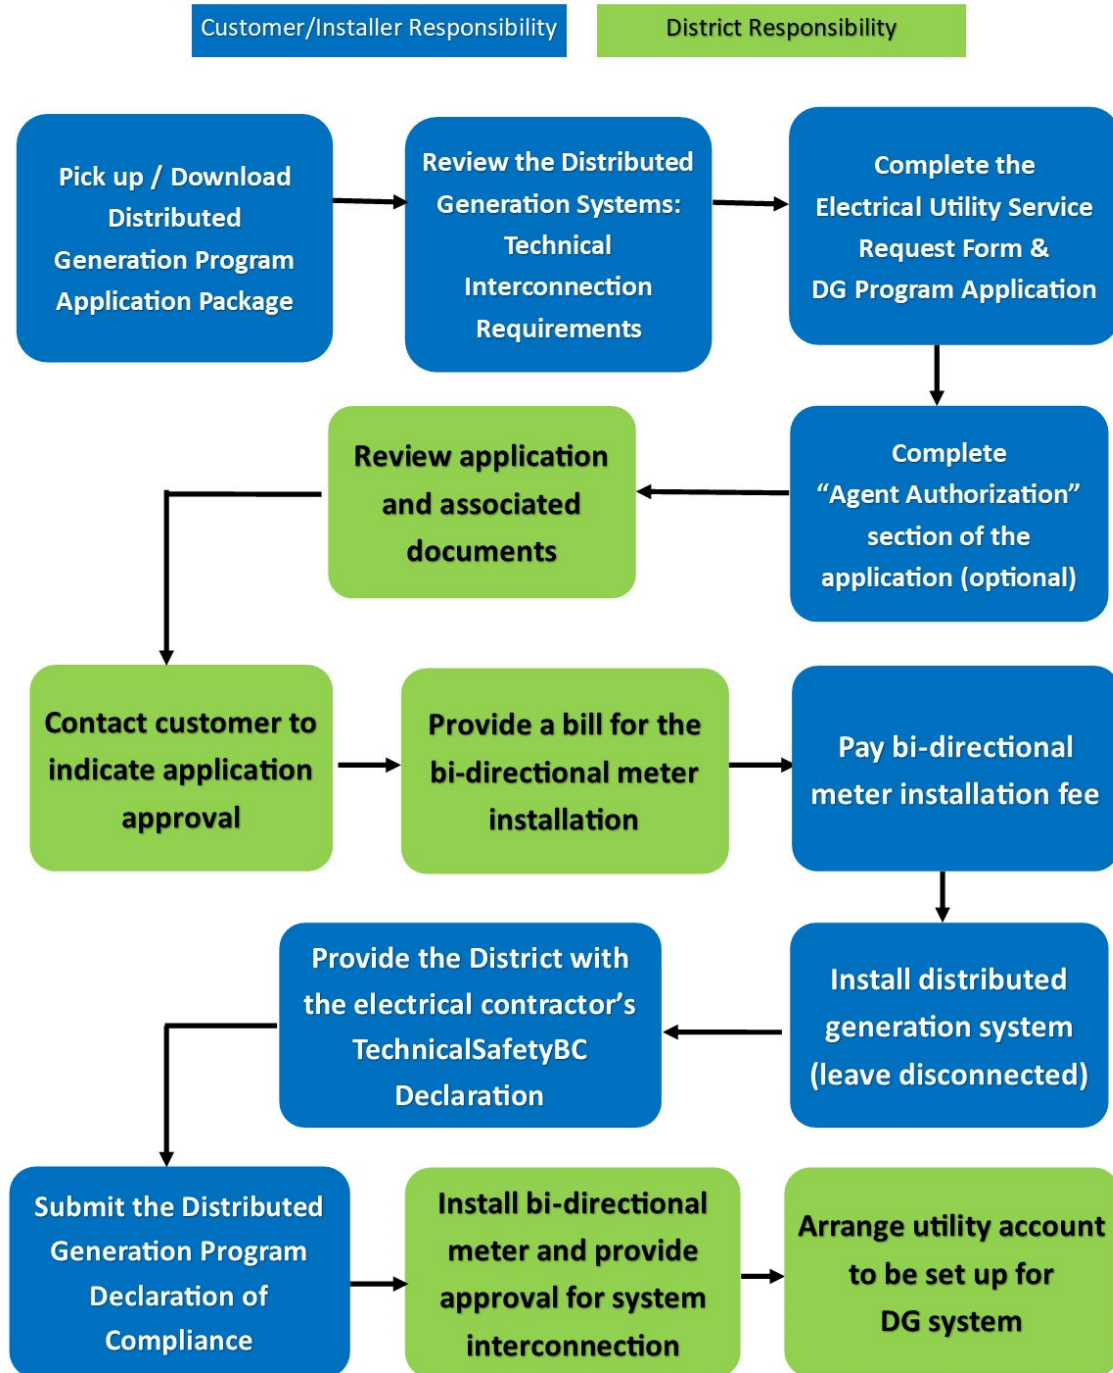 Customer/Installer Responsibility
District Responsibility
Pick up / Download
Distributed
Generation Program
Application Package
Review the Distributed
Generation Systems:
Technical
Interconnection
Requirements
Complete the
Electrical Utility Service
Request Form &
DG Program Application
Complete
“Agent Authorization”
section of the
application (optional)
Review application
and associated
documents
Contact customer to
indicate application
approval
Provide a bill for the
bi-directional meter
installation
Pay bi-directional
meter installation fee
Install distributed
generation system
(leave disconnected)
Provide the District with
the electrical contractor’s
TechnicalSafetyBC
Declaration
Submit the Distributed
Generation Program
Declaration of
Compliance
Install bi-directional
meter and provide
approval for system
interconnection
Arrange utility account
to be set up for
DG system